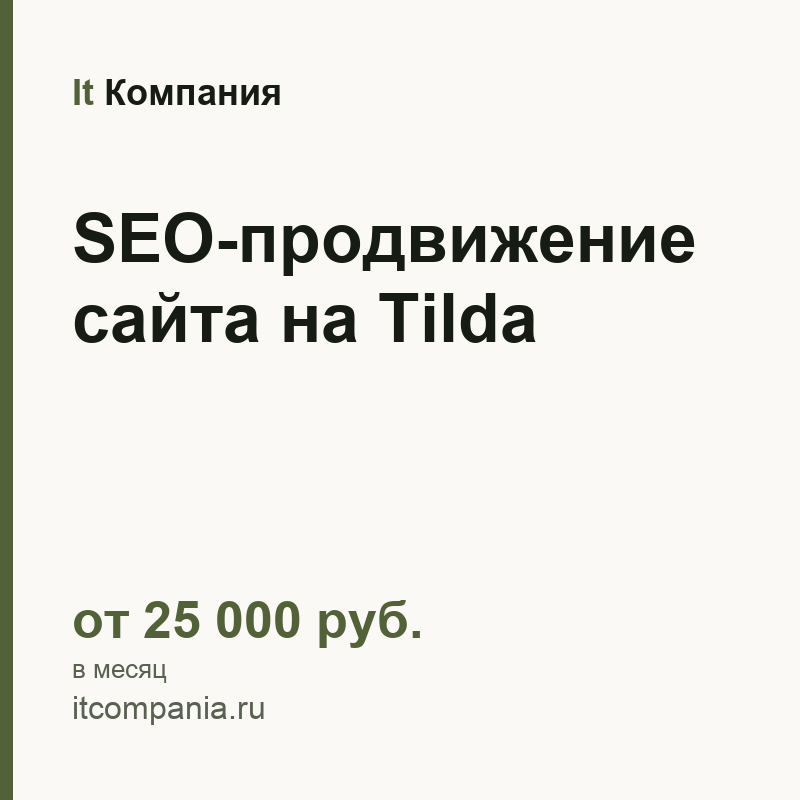 It Компания
SEO-продвижение
сайта на Tilda
от 25 000 руб.
в месяц
itcompania.ru